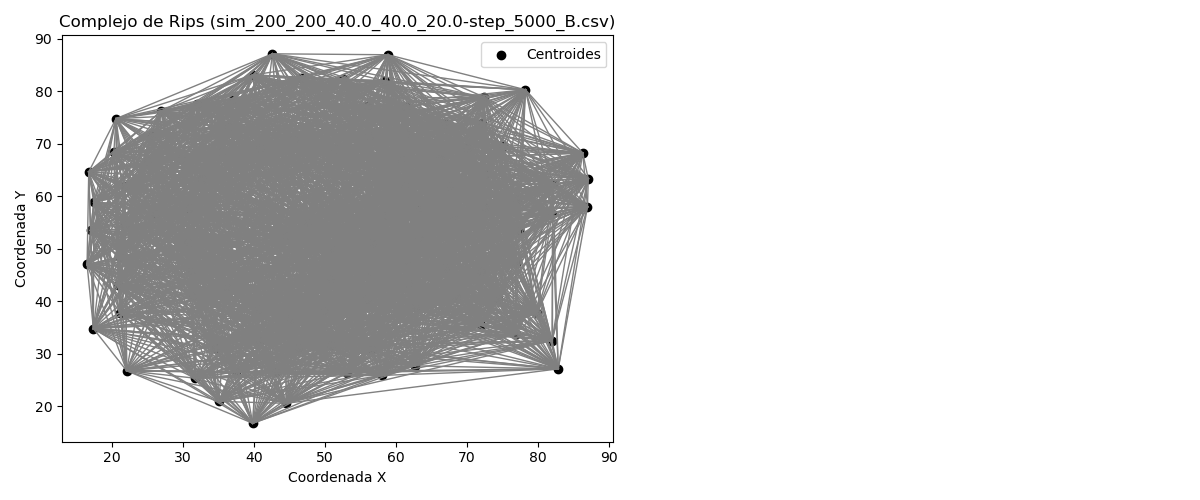 Complejo de Rips (sim_200_200_40.0_40.0_20.0-step_5000_B.csv)
90
80
70
60
50
40
30
20
Coordenada Y
Centroides
20 30 40 50 60 70 80 90
Coordenada X